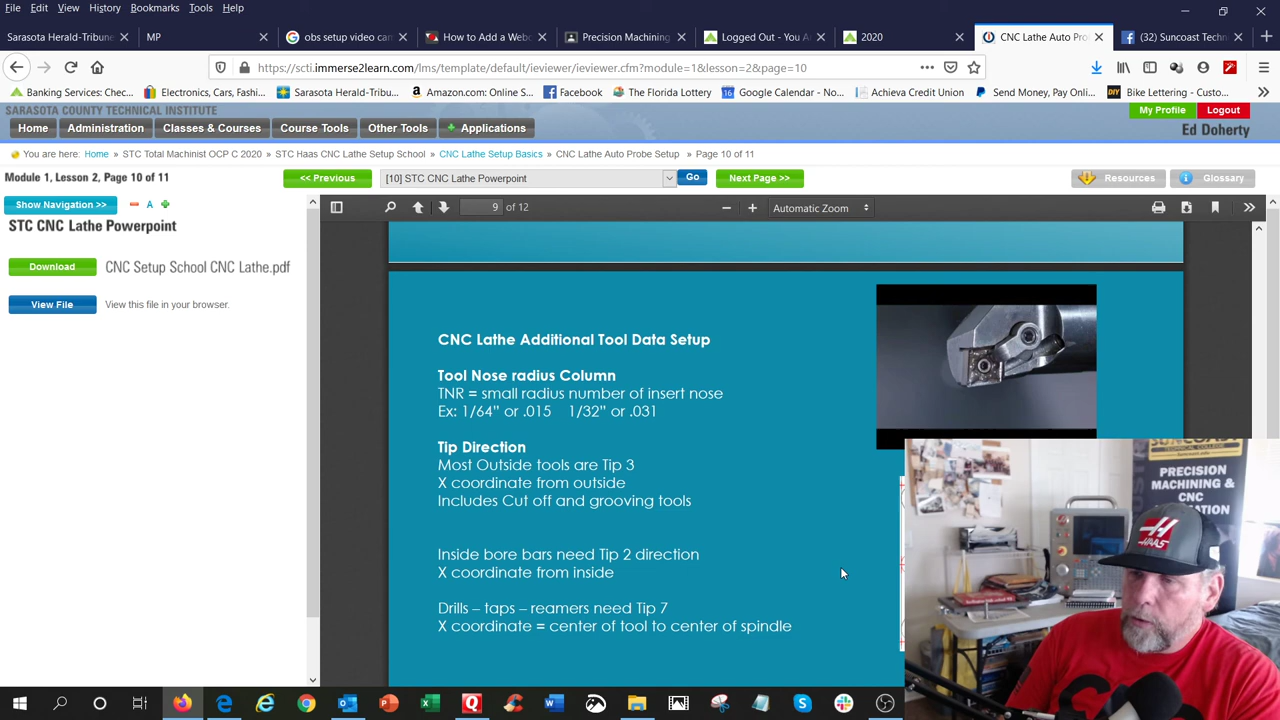 File Edit View History Bookmarks Tools Help
Sarasota Herald-Tribune
MP
obs setup video cam
How to Add a Webc
Precision Machining
Logged Out - You A
2020
CNC Lathe Auto Pro
(32) Suncoast Techn
https://scti.immerse2learn.com/lms/template/default/ieviewer/ieviewer.cfm?module=1&lesson=2&page=10
Banking Services: Chec...
Electronics, Cars, Fashi...
Sarasota Herald-Tribu...
Amazon.com: Online S...
Facebook
The Florida Lottery
Google Calendar - No...
Achieva Credit Union
Send Money, Pay Onli...
Bike Lettering - Custo...
SARASOTA COUNTY TECHNICAL INSTITUTE
My Profile
Logout
Home
Administration
Classes & Courses
Course Tools
Other Tools
Applications
Ed Doherty
You are here: Home » STC Total Machinist OCP C 2020 » STC Haas CNC Lathe Setup School » CNC Lathe Setup Basics » CNC Lathe Auto Probe Setup » Page 10 of 11
Module 1, Lesson 2, Page 10 of 11
<< Previous
[10] STC CNC Lathe Powerpoint
Go
Next Page >>
Resources
Glossary
Show Navigation >>
A
9 of 12
Automatic Zoom
STC CNC Lathe Powerpoint
Download
CNC Setup School CNC Lathe.pdf
View File
View this file in your browser.
CNC Lathe Additional Tool Data Setup
Tool Nose radius Column
TNR = small radius number of insert nose
Ex: 1/64” or .015 1/32” or .031
Tip Direction
Most Outside tools are Tip 3
X coordinate from outside
Includes Cut off and grooving tools
Inside bore bars need Tip 2 direction
X coordinate from inside
Drills – taps – reamers need Tip 7
X coordinate = center of tool to center of spindle
SUNCOAST
PRECISION
MACHINING &
CNC
HAAS